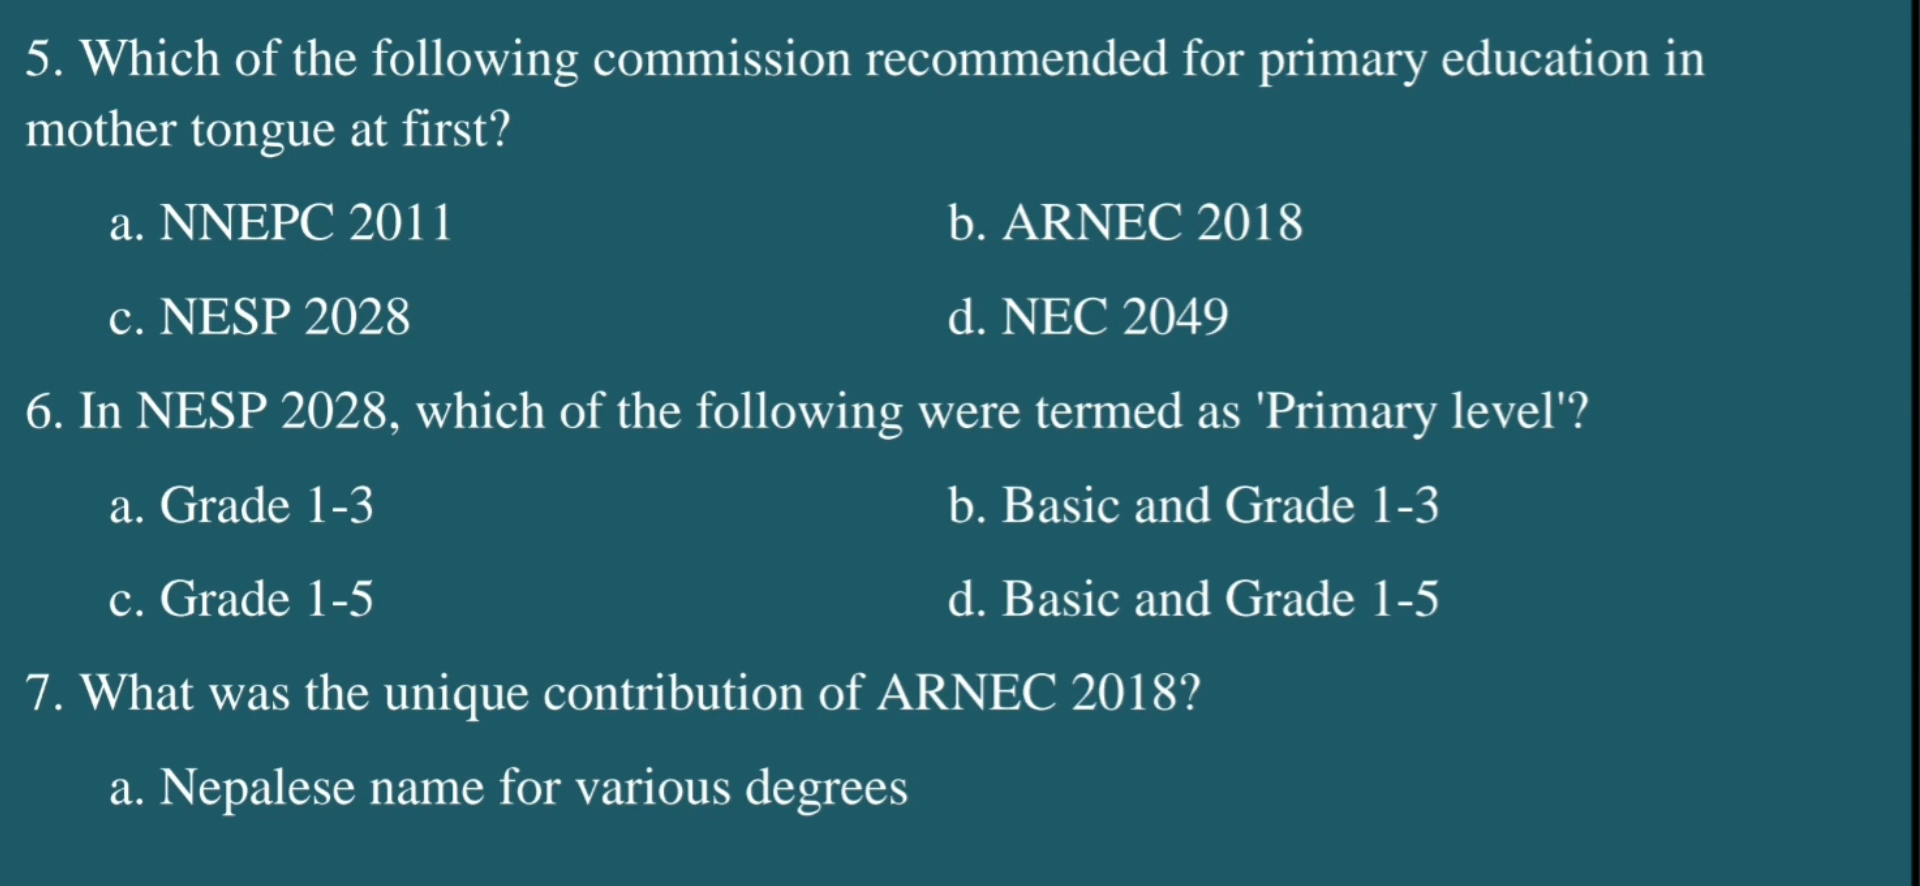 5. Which of the following commission recommended for primary education in
mother tongue at first?
a. NNEPC 2011 b. ARNEC 2018
c. NESP 2028 d. NEC 2049
6. In NESP 2028, which of the following were termed as 'Primary level'?
a. Grade 1-3 b. Basic and Grade 1-3
c. Grade 1-5 d. Basic and Grade 1-5
7. What was the unique contribution of ARNEC 2018?
a. Nepalese name for various degrees